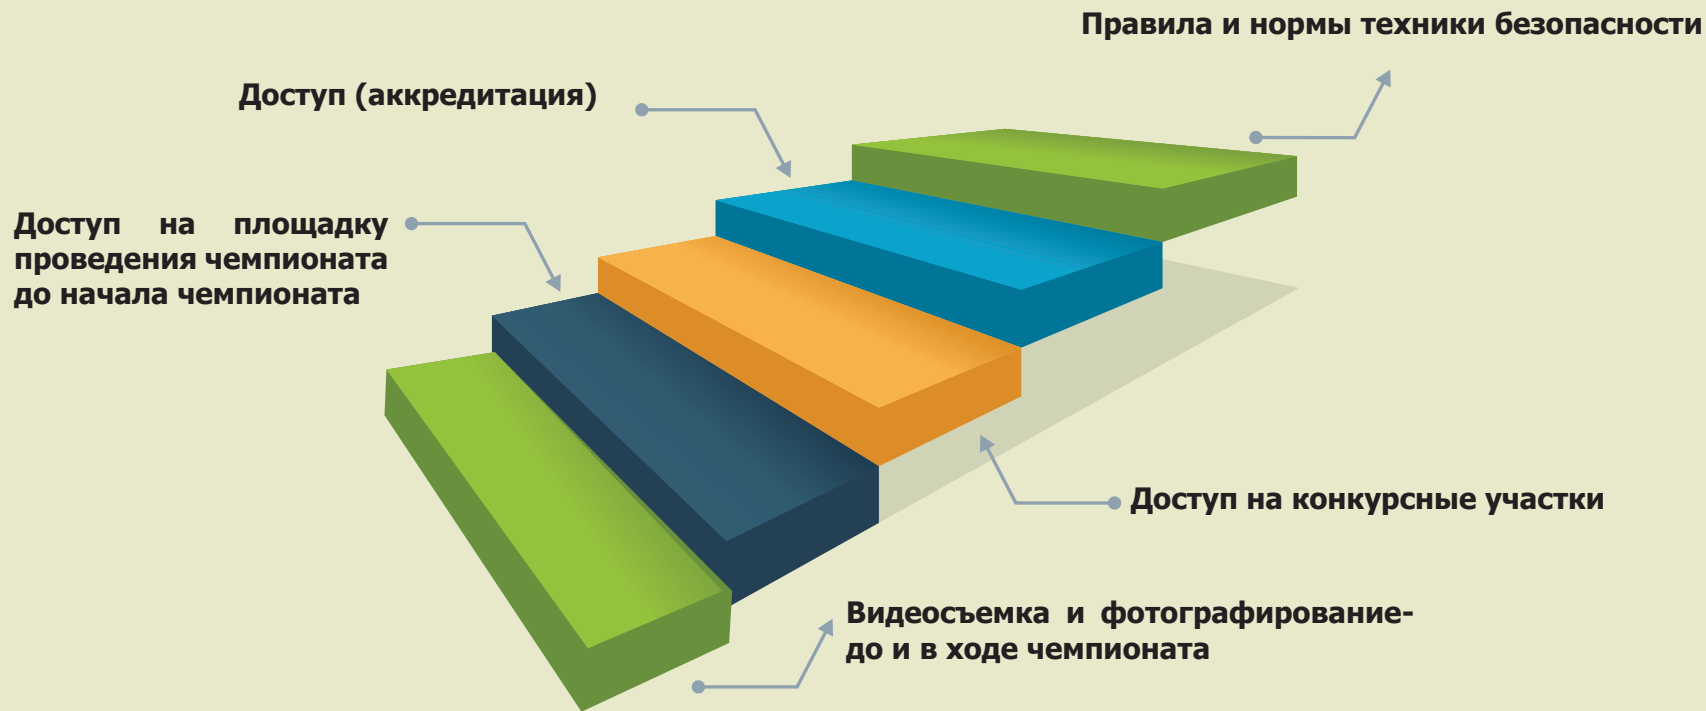 Правила и нормы техники безопасности
Доступ (аккредитация)
Доступ на площадку
проведения чемпионата
до начала чемпионата
Доступ на конкурсные участки
Видеосъемка и фотографирование-
до и в ходе чемпионата